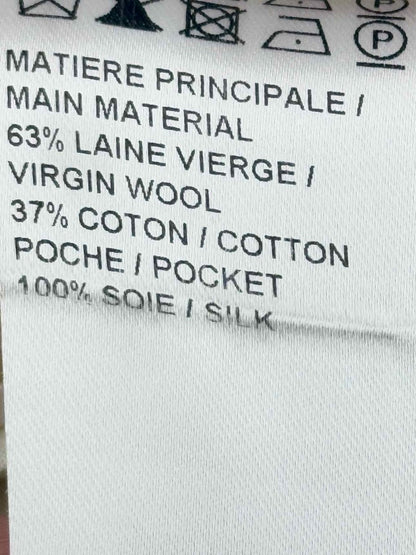 P
P
MATIERE PRINCIPALE /
MAIN MATERIAL
63% LAINE VIERGE /
VIRGIN WOOL
37% COTON / COTTON
POCHE / POCKET
100% SOIE / SILK